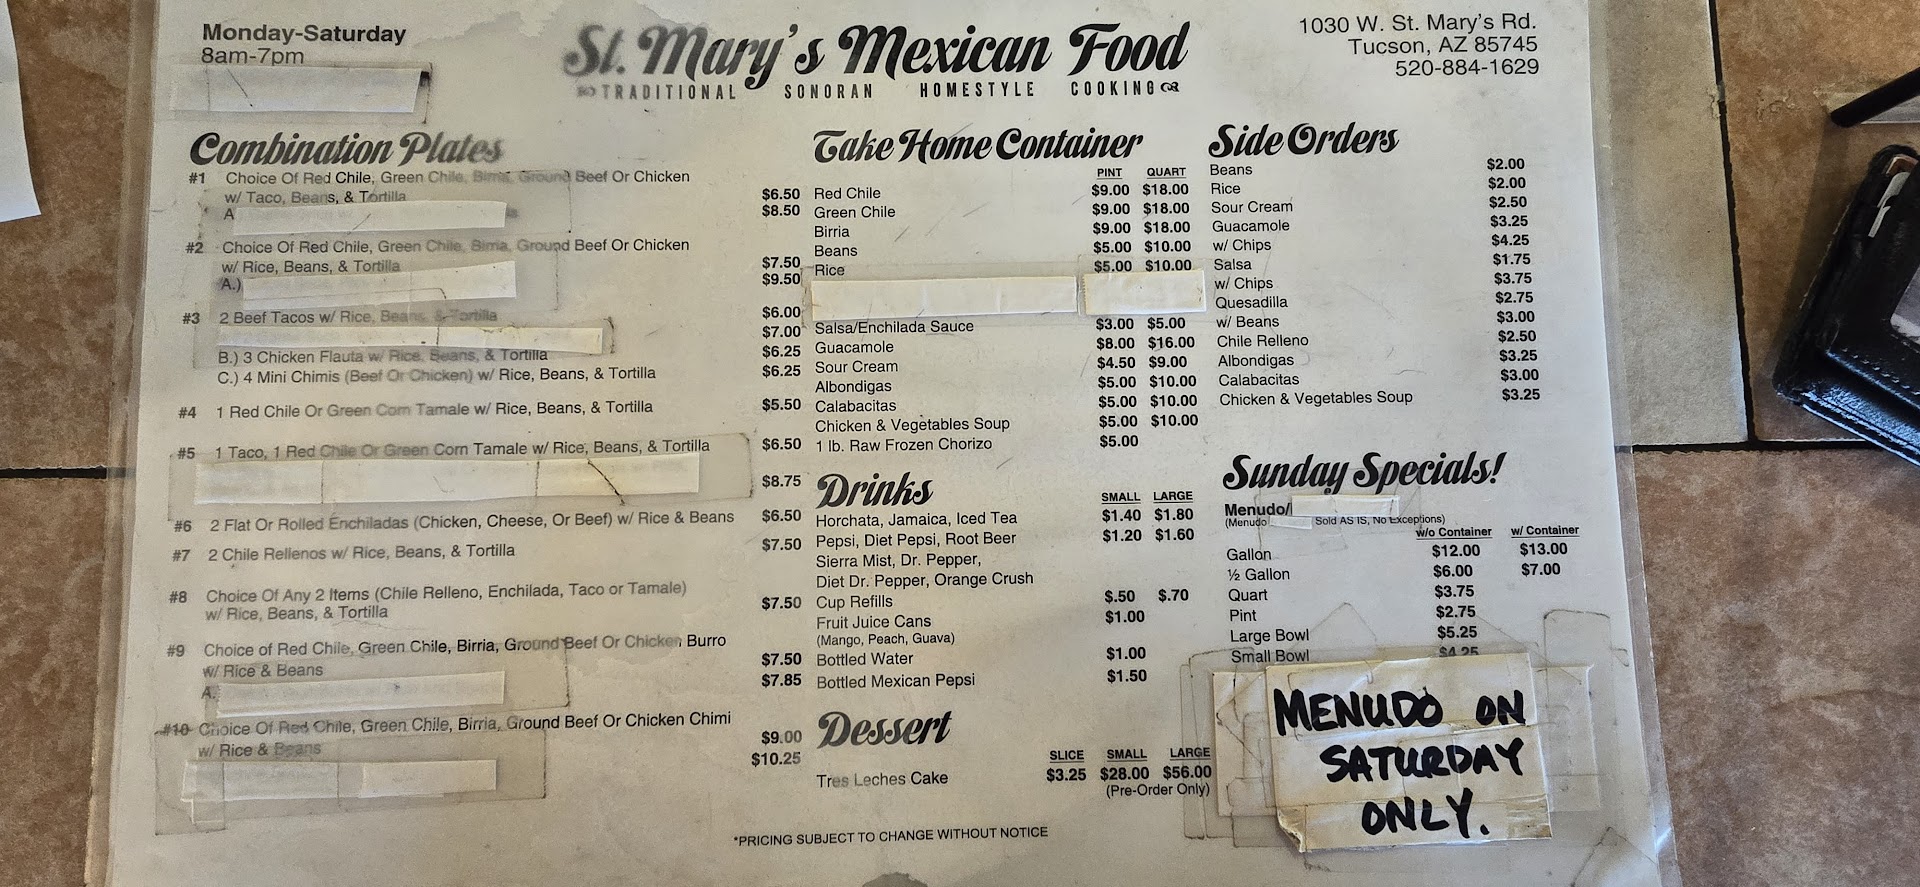 Monday-Saturday
8am-7pm
St. Mary's Mexican Food
TRADITIONAL SONORAN HOMESTYLE COOKING
1030 W. St. Mary's Rd.
Tucson, AZ 85745
520-884-1629
Combination Plates
#1 Choice Of Red Chile, Green Chile, Birria, Ground Beef Or Chicken
w/ Taco, Beans, & Tortilla $6.50
A $8.50
#2 Choice Of Red Chile, Green Chile, Birria, Ground Beef Or Chicken
w/ Rice, Beans, & Tortilla $7.50
A.) $9.50
#3 2 Beef Tacos w/ Rice, Beans, & Tortilla $6.00
$7.00
B.) 3 Chicken Flauta w/ Rice, Beans, & Tortilla $6.25
C.) 4 Mini Chimis (Beef Or Chicken) w/ Rice, Beans, & Tortilla $6.25
#4 1 Red Chile Or Green Corn Tamale w/ Rice, Beans, & Tortilla $5.50
#5 1 Taco, 1 Red Chile Or Green Corn Tamale w/ Rice, Beans, & Tortilla $6.50
$8.75
#6 2 Flat Or Rolled Enchiladas (Chicken, Cheese, Or Beef) w/ Rice & Beans $6.50
#7 2 Chile Rellenos w/ Rice, Beans, & Tortilla $7.50
#8 Choice Of Any 2 Items (Chile Relleno, Enchilada, Taco or Tamale)
w/ Rice, Beans, & Tortilla $7.50
#9 Choice of Red Chile, Green Chile, Birria, Ground Beef Or Chicken Burro
w/ Rice & Beans $7.50
A. $7.85
#10 Choice Of Red Chile, Green Chile, Birria, Ground Beef Or Chicken Chimi
w/ Rice & Beans $9.00
$10.25
Take Home Container
PINT QUART
Red Chile $9.00 $18.00
Green Chile $9.00 $18.00
Birria $9.00 $18.00
Beans $5.00 $10.00
Rice $5.00 $10.00
Salsa/Enchilada Sauce $3.00 $5.00
Guacamole $8.00 $16.00
Sour Cream $4.50 $9.00
Albondigas $5.00 $10.00
Calabacitas $5.00 $10.00
Chicken & Vegetables Soup $5.00 $10.00
1 lb. Raw Frozen Chorizo $5.00
Drinks
SMALL LARGE
Horchata, Jamaica, Iced Tea $1.40 $1.80
Pepsi, Diet Pepsi, Root Beer $1.20 $1.60
Sierra Mist, Dr. Pepper,
Diet Dr. Pepper, Orange Crush
Cup Refills $.50 $.70
Fruit Juice Cans $1.00
(Mango, Peach, Guava)
Bottled Water $1.00
Bottled Mexican Pepsi $1.50
Dessert
SLICE SMALL LARGE
Tres Leches Cake $3.25 $28.00 $56.00
(Pre-Order Only)
*PRICING SUBJECT TO CHANGE WITHOUT NOTICE
Side Orders
Beans $2.00
Rice $2.00
Sour Cream $2.50
Guacamole $3.25
w/ Chips $4.25
Salsa $1.75
w/ Chips $3.75
Quesadilla $2.75
w/ Beans $3.00
Chile Relleno $2.50
Albondigas $3.25
Calabacitas $3.00
Chicken & Vegetables Soup $3.25
Sunday Specials!
Menudo/
(Menudo Sold AS IS, No Exceptions)
w/o Container w/ Container
Gallon $12.00 $13.00
½ Gallon $6.00 $7.00
Quart $3.75
Pint $2.75
Large Bowl $5.25
Small Bowl $4.25
MENUDO ON
SATURDAY
ONLY.